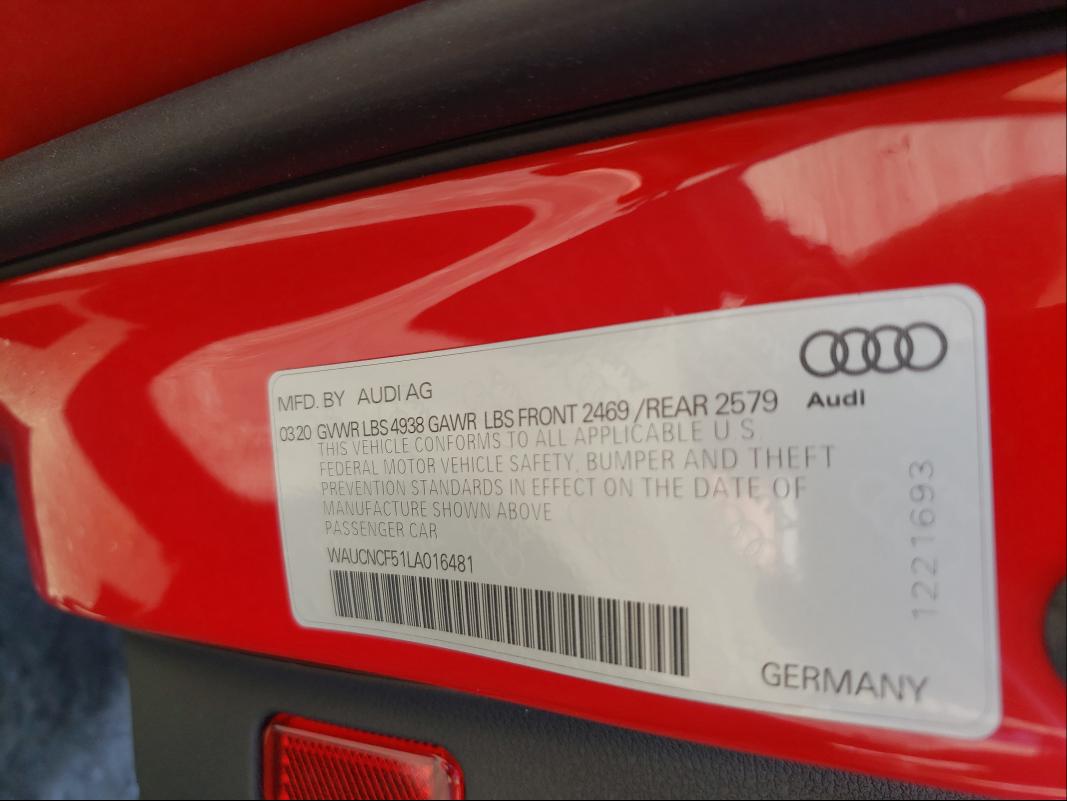 MFD. BY AUDI AG
03.20 GVWR LBS 4938 GAWR LBS FRONT 2469 /REAR 2579
Audi
THIS VEHICLE CONFORMS TO ALL APPLICABLE U.S.
FEDERAL MOTOR VEHICLE SAFETY, BUMPER AND THEFT
PREVENTION STANDARDS IN EFFECT ON THE DATE OF
MANUFACTURE SHOWN ABOVE
PASSENGER CAR
WAUCNCF51LA016481
1221693
GERMANY